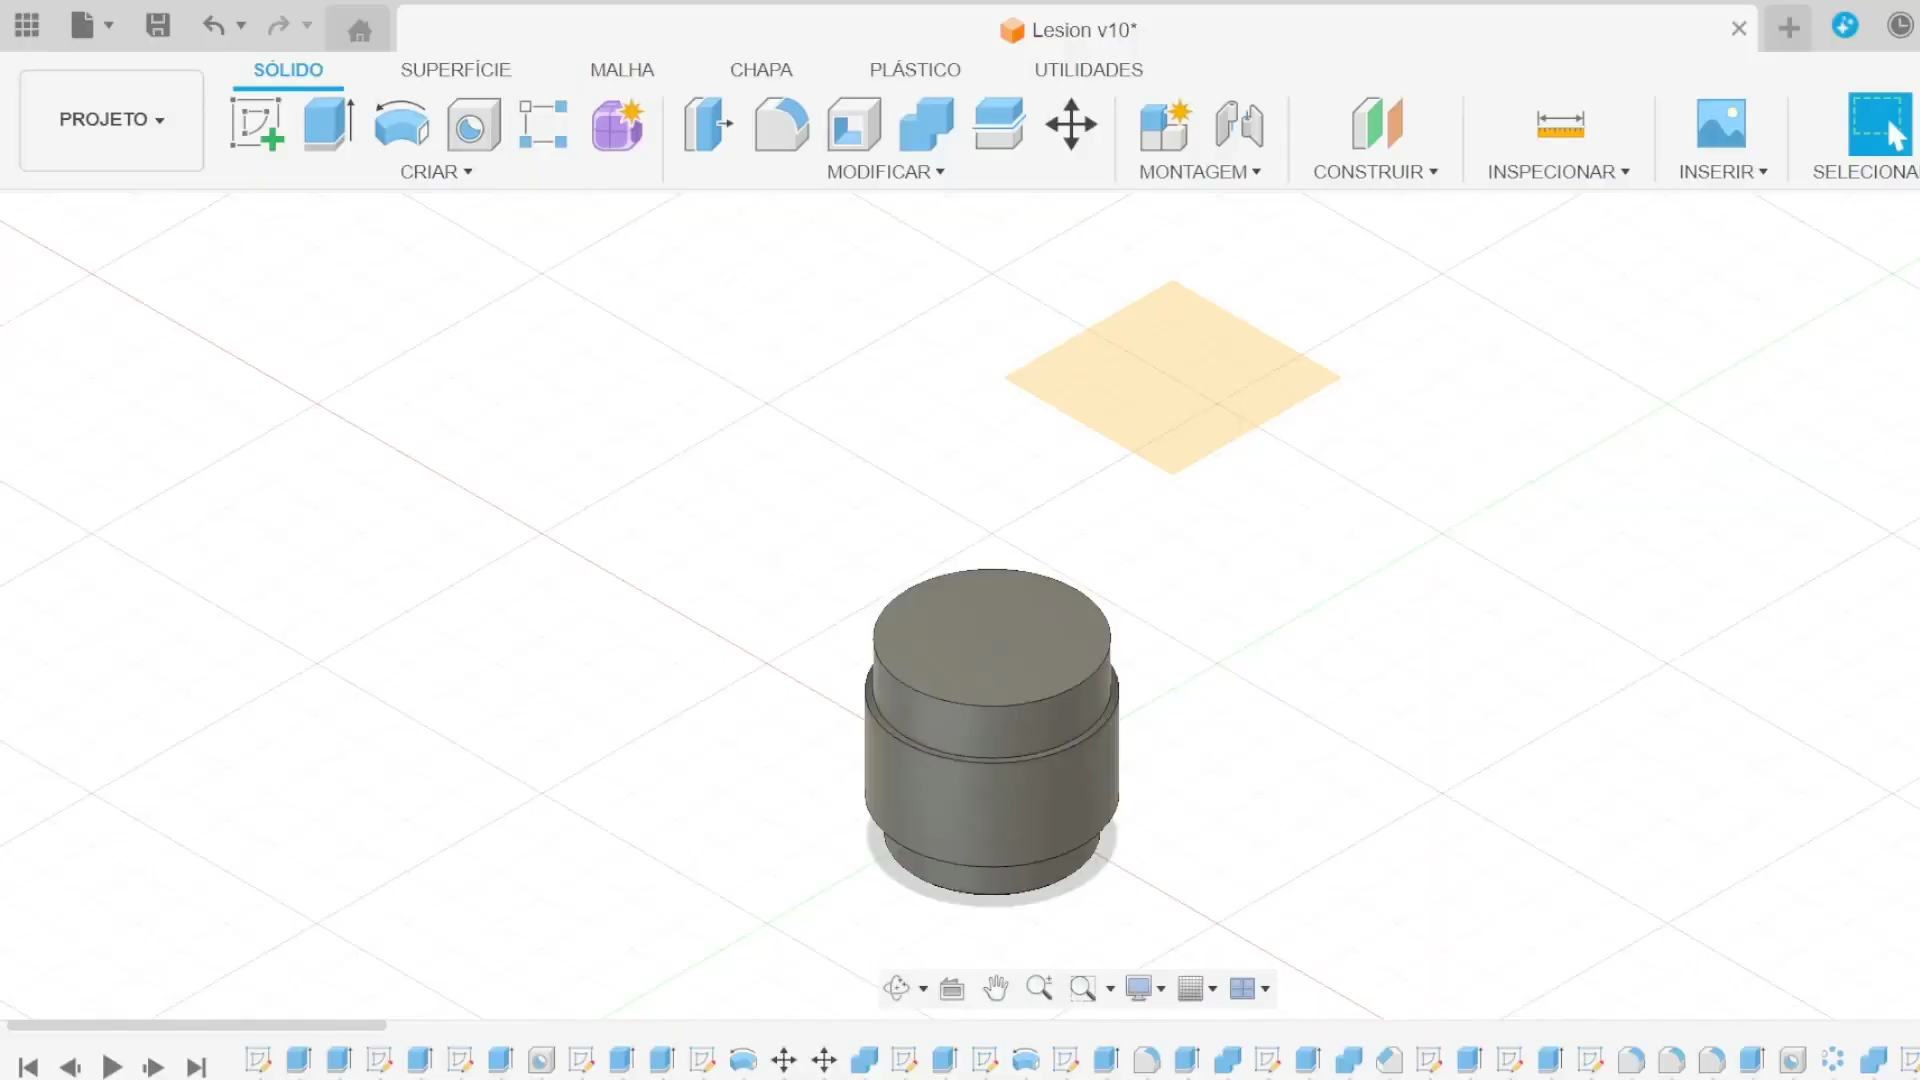 Lesion v10*
SÓLIDO SUPERFÍCIE MALHA CHAPA PLÁSTICO UTILIDADES
PROJETO
CRIAR MODIFICAR MONTAGEM CONSTRUIR INSPECIONAR INSERIR SELECIONA